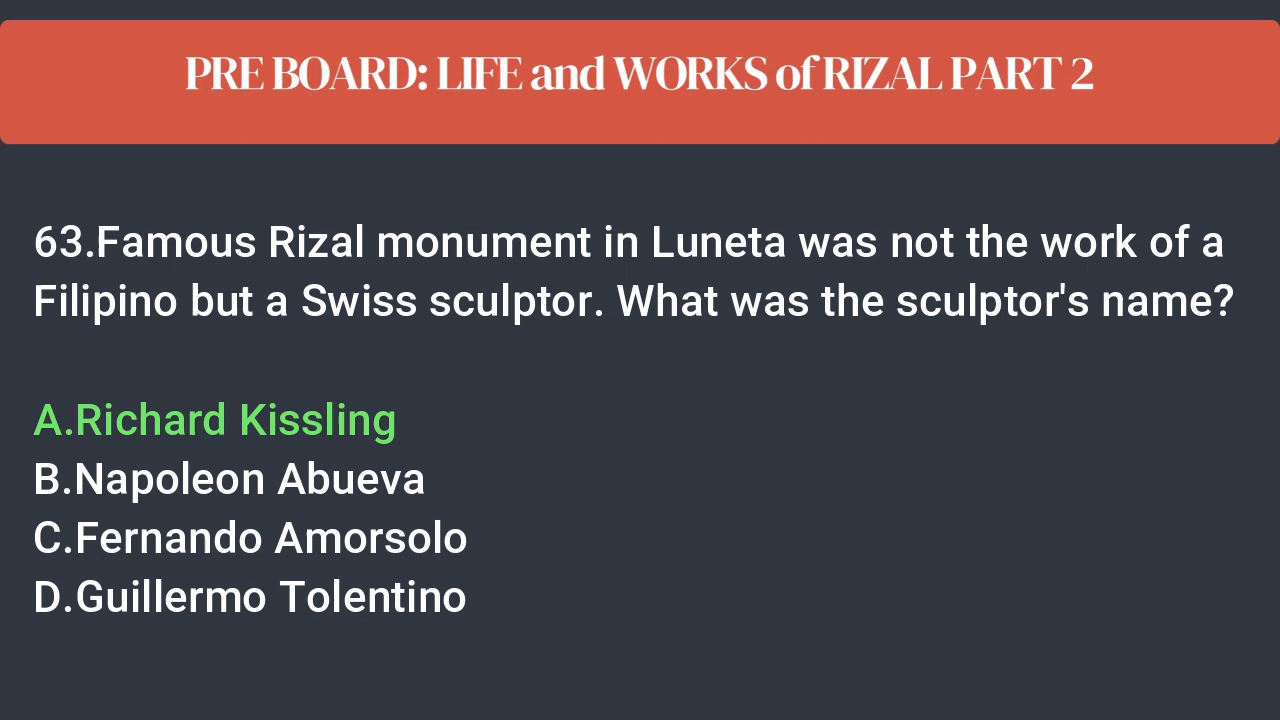 PRE BOARD: LIFE and WORKS of RIZAL PART 2
63.Famous Rizal monument in Luneta was not the work of a
Filipino but a Swiss sculptor. What was the sculptor's name?
A.Richard Kissling
B.Napoleon Abueva
C.Fernando Amorsolo
D.Guillermo Tolentino